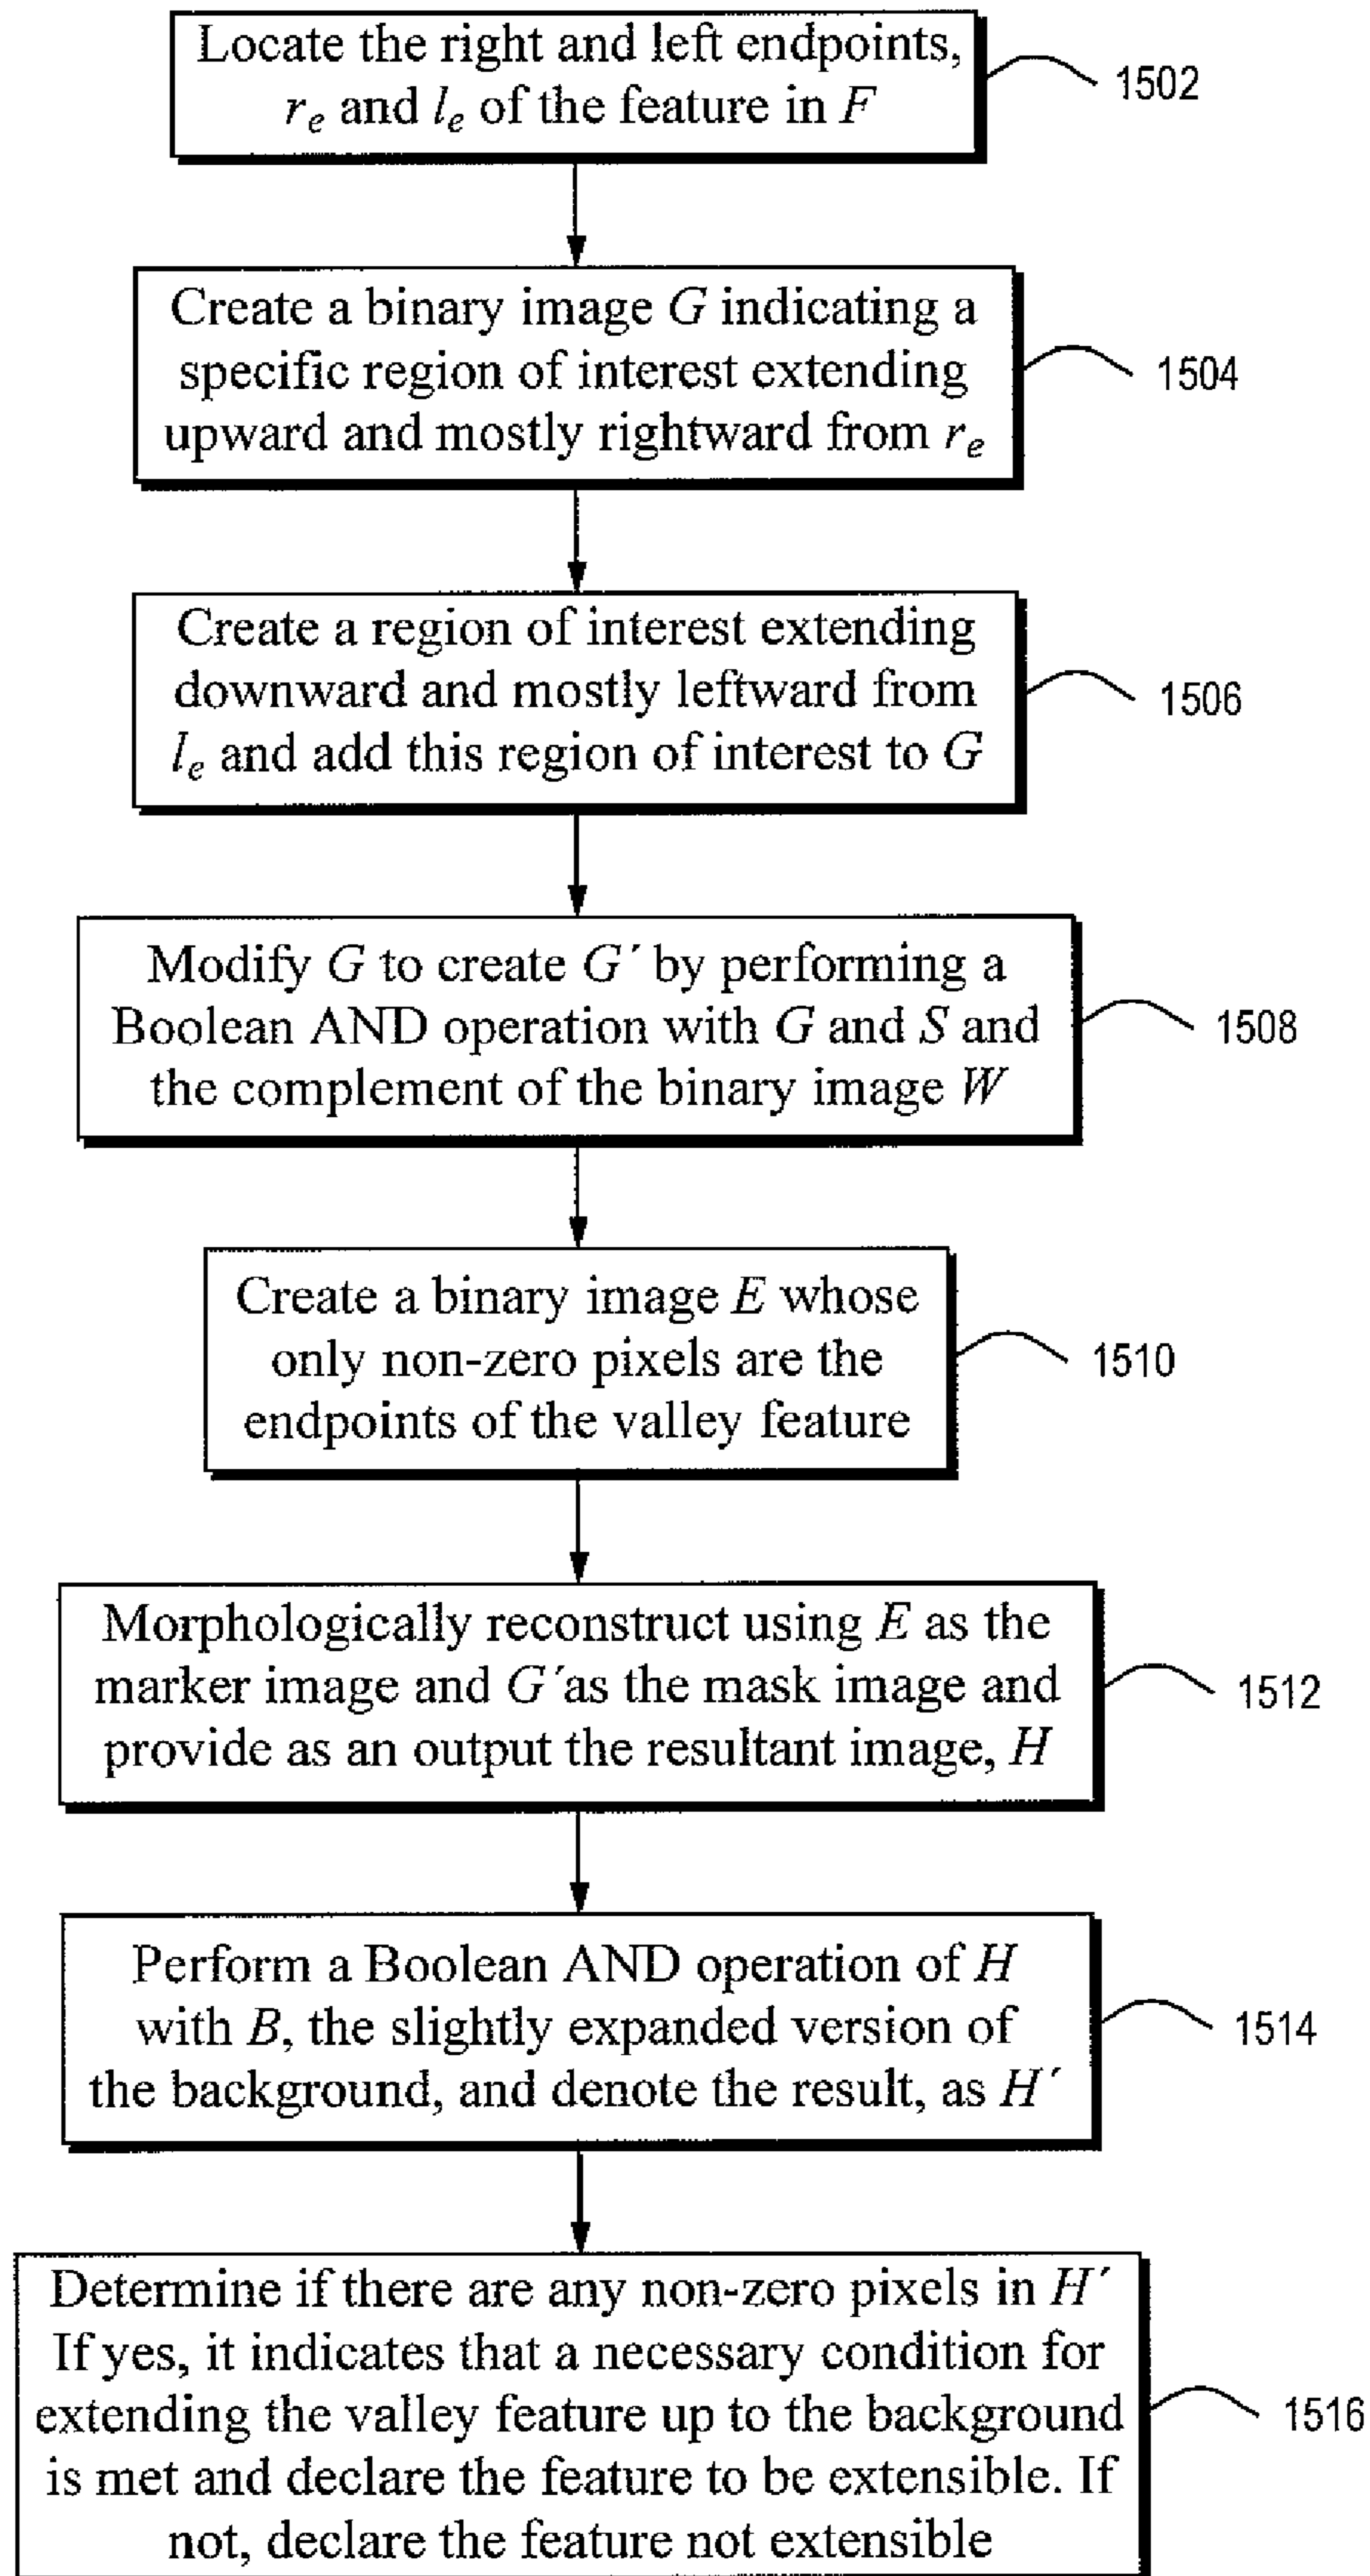 Locate the right and left endpoints,
rₑ and lₑ of the feature in F
1502
Create a binary image G indicating a
specific region of interest extending
upward and mostly rightward from rₑ
1504
Create a region of interest extending
downward and mostly leftward from
lₑ and add this region of interest to G
1506
Modify G to create G´ by performing a
Boolean AND operation with G and S and
the complement of the binary image W
1508
Create a binary image E whose
only non-zero pixels are the
endpoints of the valley feature
1510
Morphologically reconstruct using E as the
marker image and G´as the mask image and
provide as an output the resultant image, H
1512
Perform a Boolean AND operation of H
with B, the slightly expanded version of
the background, and denote the result, as H´
1514
Determine if there are any non-zero pixels in H´
If yes, it indicates that a necessary condition for
extending the valley feature up to the background
is met and declare the feature to be extensible. If
not, declare the feature not extensible
1516